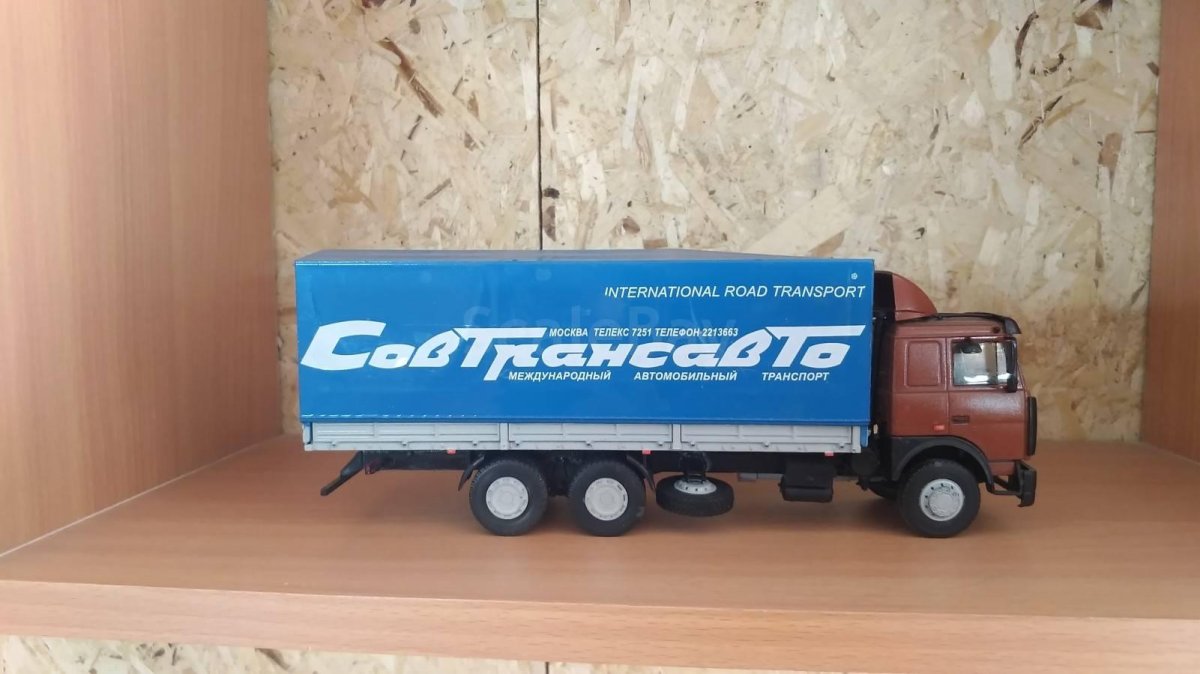 INTERNATIONAL ROAD TRANSPORT
МОСКВА ТЕЛЕКС 7251 ТЕЛЕФОН 2213663
СовТрансавТо
МЕЖДУНАРОДНЫЙ АВТОМОБИЛЬНЫЙ ТРАНСПОРТ